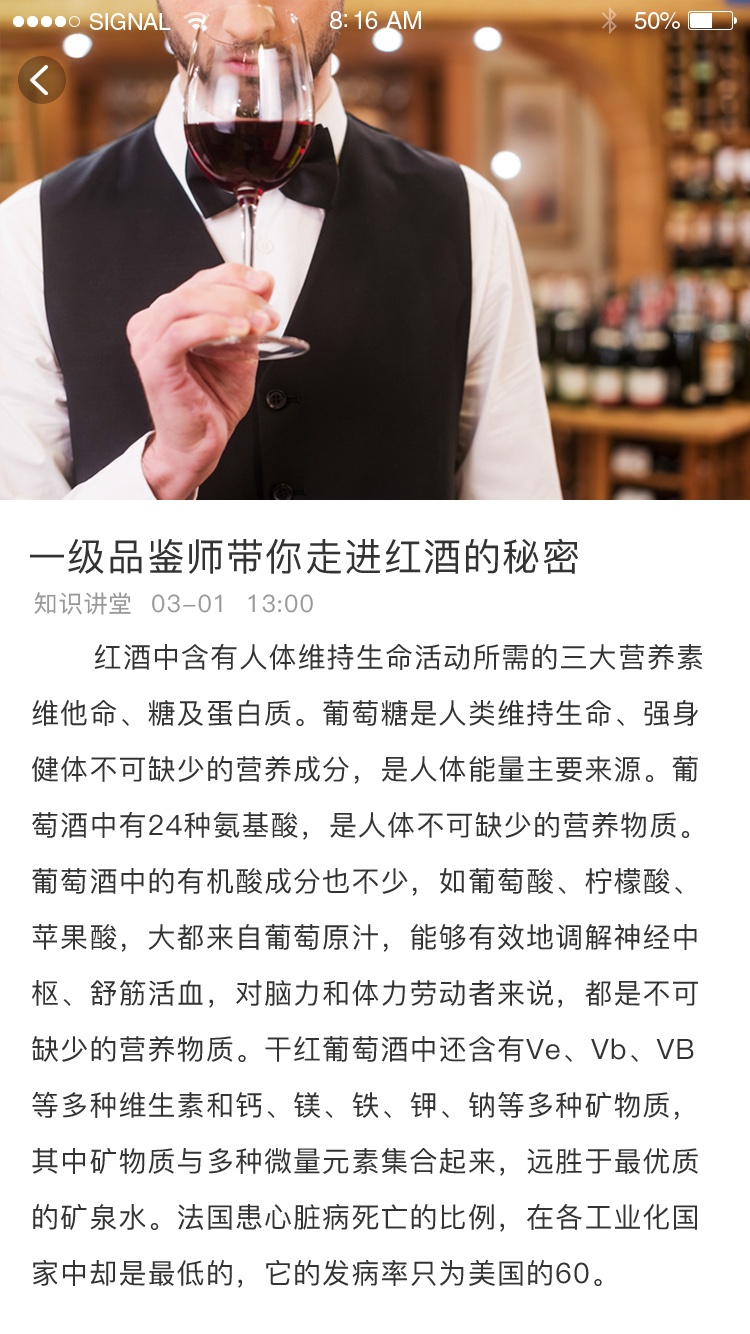 SIGNAL 8:16 AM 50%
一级品鉴师带你走进红酒的秘密
知识讲堂 03-01 13:00
红酒中含有人体维持生命活动所需的三大营养素
维他命、糖及蛋白质。葡萄糖是人类维持生命、强身
健体不可缺少的营养成分，是人体能量主要来源。葡
萄酒中有24种氨基酸，是人体不可缺少的营养物质。
葡萄酒中的有机酸成分也不少，如葡萄酸、柠檬酸、
苹果酸，大都来自葡萄原汁，能够有效地调解神经中
枢、舒筋活血，对脑力和体力劳动者来说，都是不可
缺少的营养物质。干红葡萄酒中还含有Ve、Vb、VB
等多种维生素和钙、镁、铁、钾、钠等多种矿物质，
其中矿物质与多种微量元素集合起来，远胜于最优质
的矿泉水。法国患心脏病死亡的比例，在各工业化国
家中却是最低的，它的发病率只为美国的60。